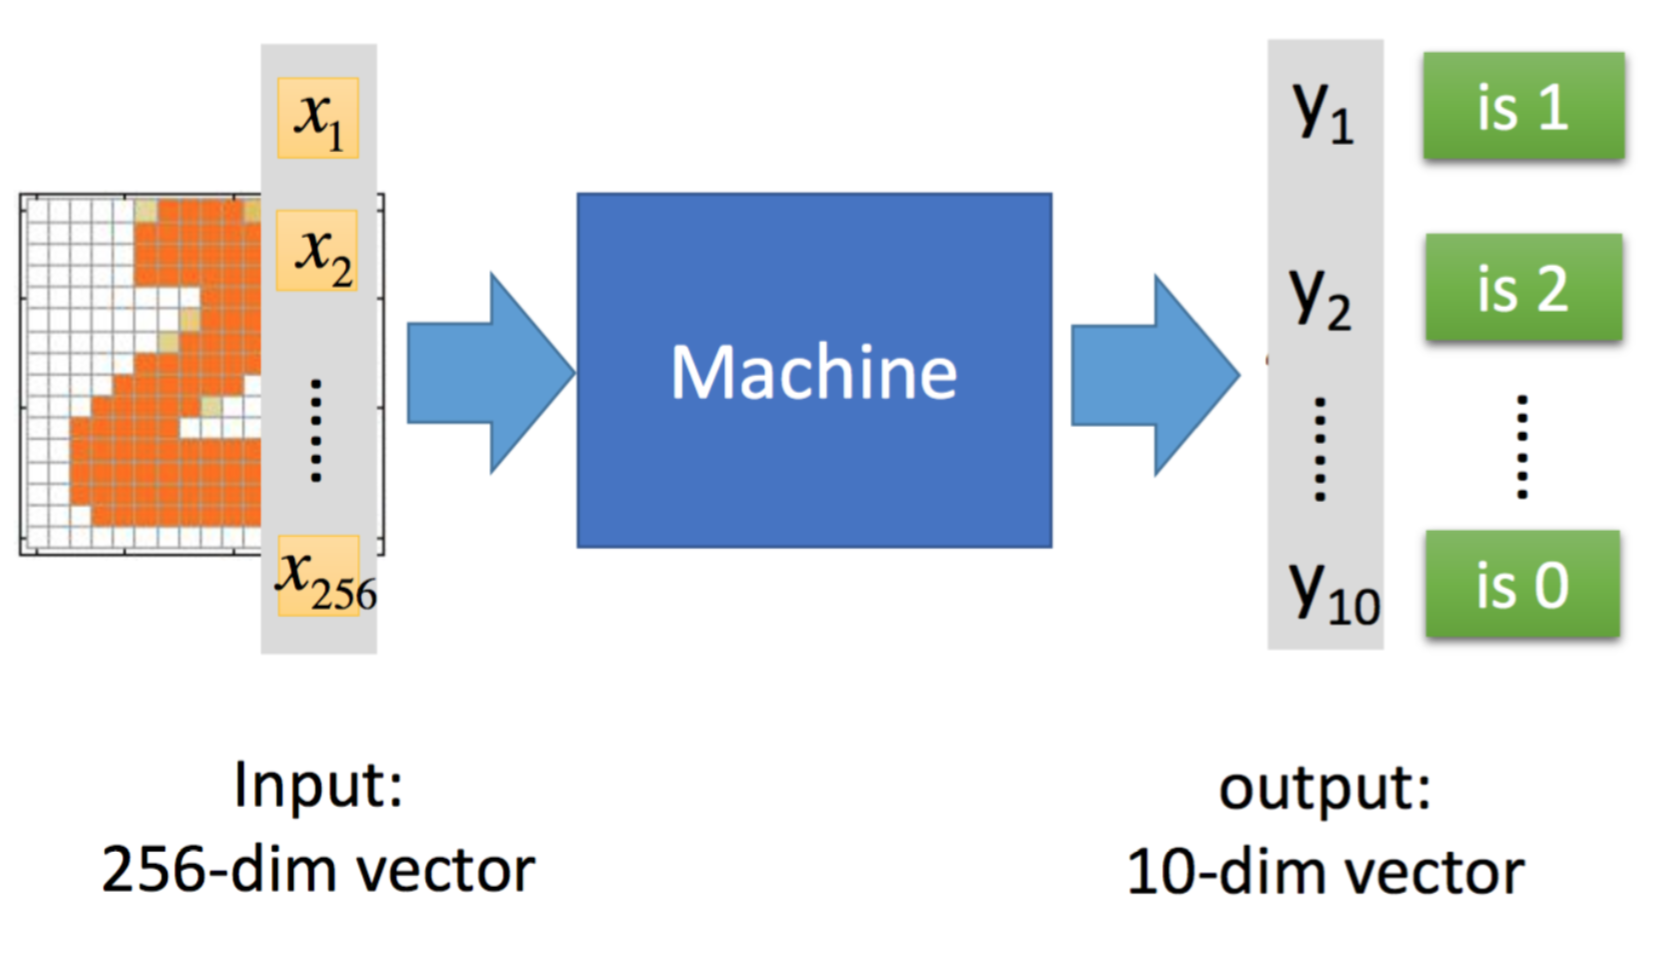 x1
x2
x256
Machine
y1
y2
y10
is 1
is 2
is 0
Input:
256-dim vector
output:
10-dim vector